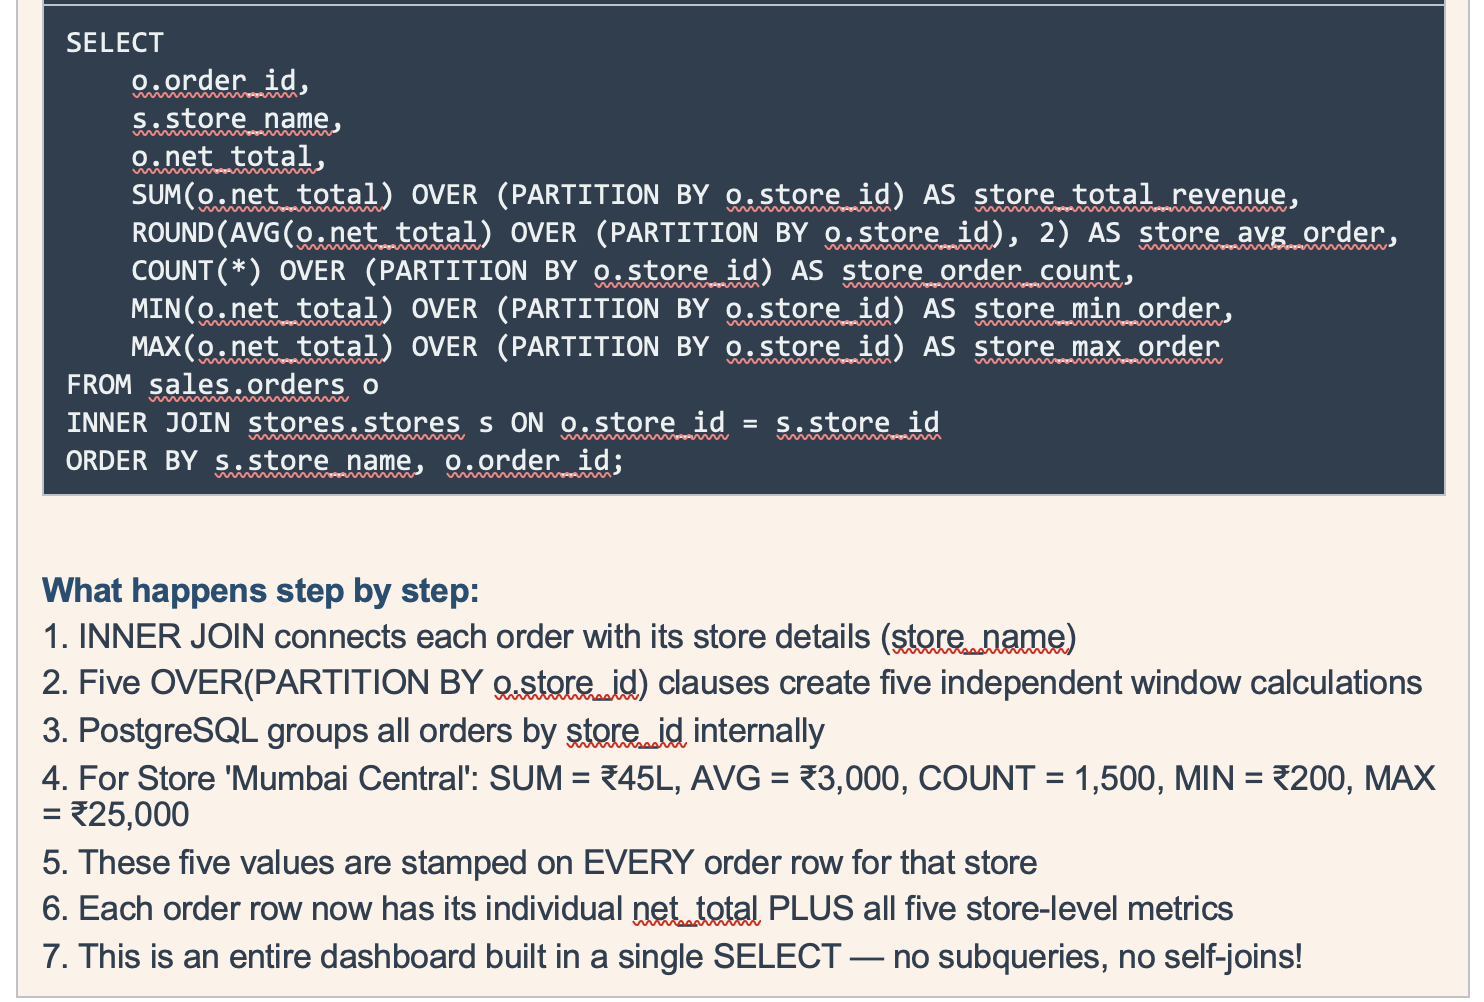 SELECT
    o.order_id,
    s.store_name,
    o.net_total,
    SUM(o.net_total) OVER (PARTITION BY o.store_id) AS store_total_revenue,
    ROUND(AVG(o.net_total) OVER (PARTITION BY o.store_id), 2) AS store_avg_order,
    COUNT(*) OVER (PARTITION BY o.store_id) AS store_order_count,
    MIN(o.net_total) OVER (PARTITION BY o.store_id) AS store_min_order,
    MAX(o.net_total) OVER (PARTITION BY o.store_id) AS store_max_order
FROM sales.orders o
INNER JOIN stores.stores s ON o.store_id = s.store_id
ORDER BY s.store_name, o.order_id;
What happens step by step:
1. INNER JOIN connects each order with its store details (store_name)
2. Five OVER(PARTITION BY o.store_id) clauses create five independent window calculations
3. PostgreSQL groups all orders by store_id internally
4. For Store 'Mumbai Central': SUM = ₹45L, AVG = ₹3,000, COUNT = 1,500, MIN = ₹200, MAX
= ₹25,000
5. These five values are stamped on EVERY order row for that store
6. Each order row now has its individual net_total PLUS all five store-level metrics
7. This is an entire dashboard built in a single SELECT — no subqueries, no self-joins!